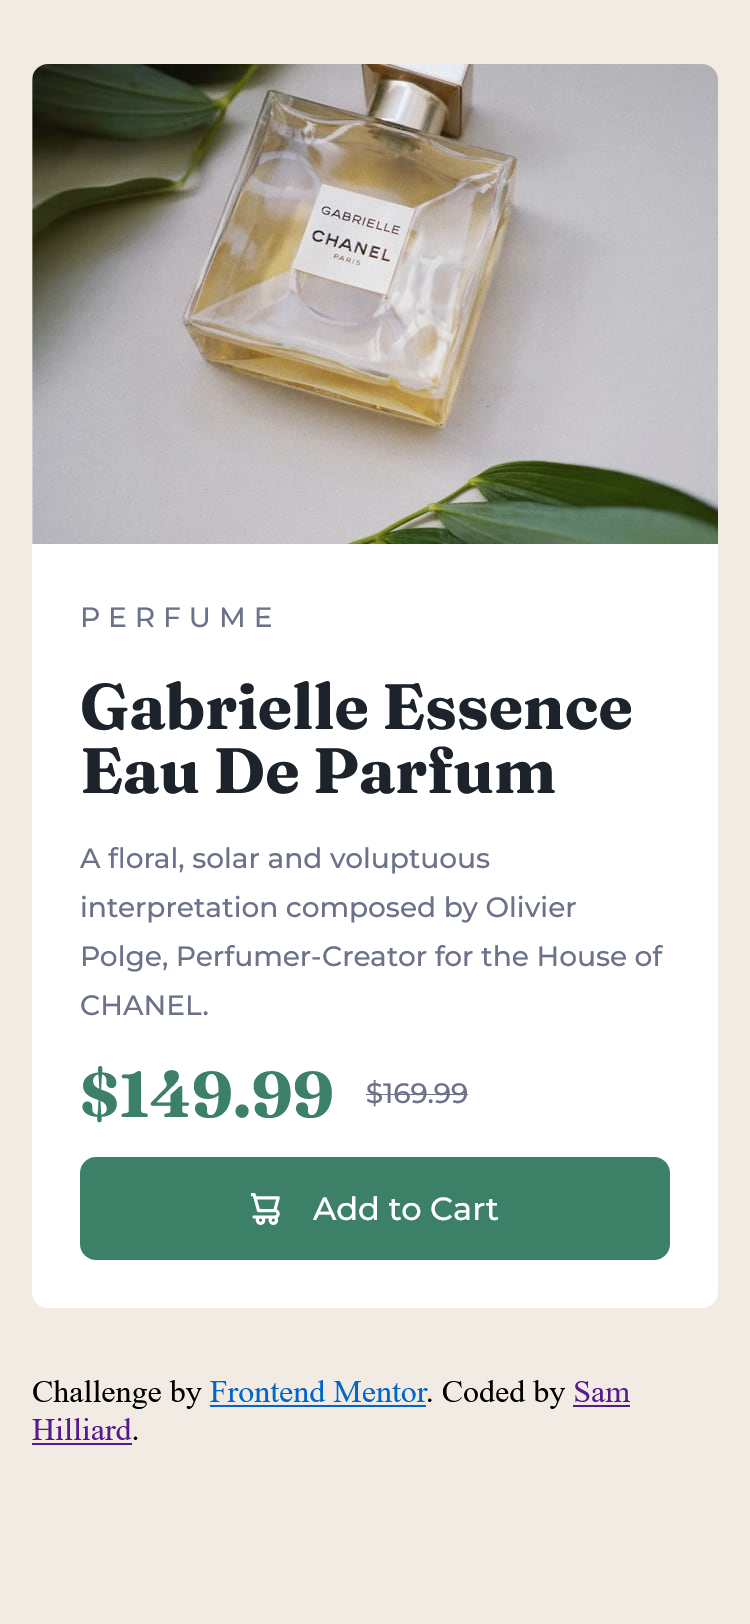 GABRIELLE
CHANEL
PARIS
PERFUME
Gabrielle Essence
Eau De Parfum
A floral, solar and voluptuous
interpretation composed by Olivier
Polge, Perfumer-Creator for the House of
CHANEL.
$149.99 $169.99
Add to Cart
Challenge by Frontend Mentor. Coded by Sam
Hilliard.